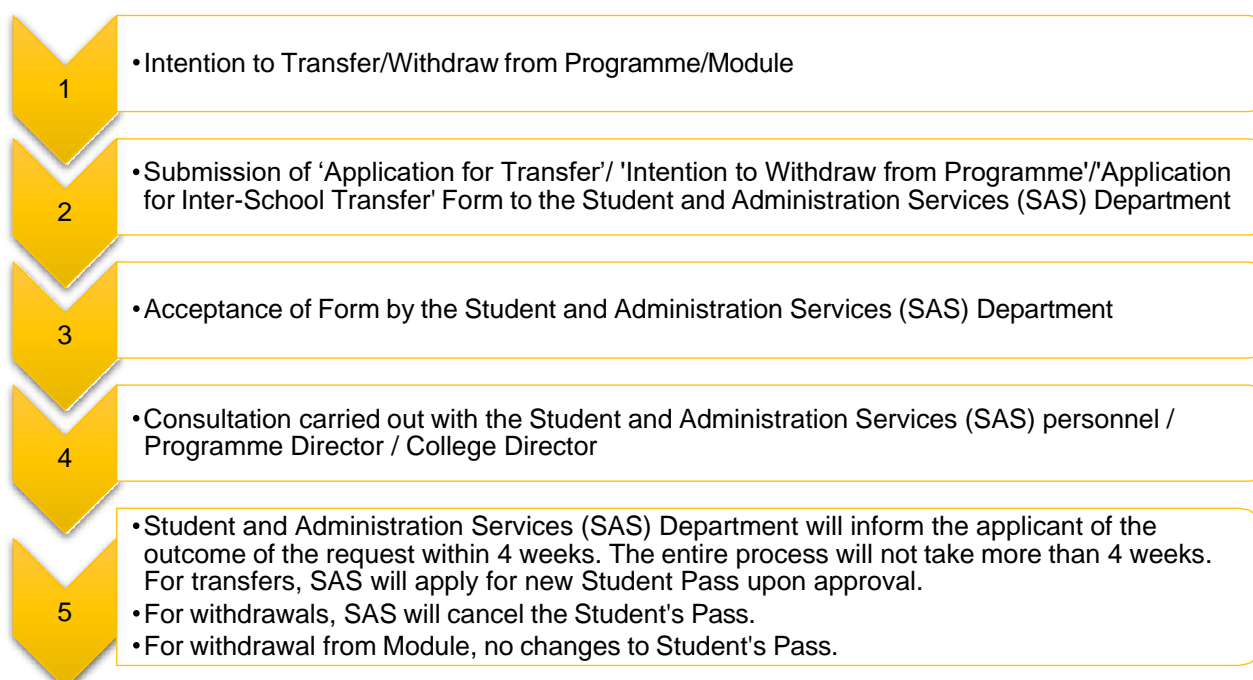 1
•Intention to Transfer/Withdraw from Programme/Module
2
•Submission of ‘Application for Transfer’/ 'Intention to Withdraw from Programme'/'Application
for Inter-School Transfer' Form to the Student and Administration Services (SAS) Department
3
•Acceptance of Form by the Student and Administration Services (SAS) Department
4
•Consultation carried out with the Student and Administration Services (SAS) personnel /
Programme Director / College Director
5
•Student and Administration Services (SAS) Department will inform the applicant of the
outcome of the request within 4 weeks. The entire process will not take more than 4 weeks.
For transfers, SAS will apply for new Student Pass upon approval.
•For withdrawals, SAS will cancel the Student's Pass.
•For withdrawal from Module, no changes to Student's Pass.